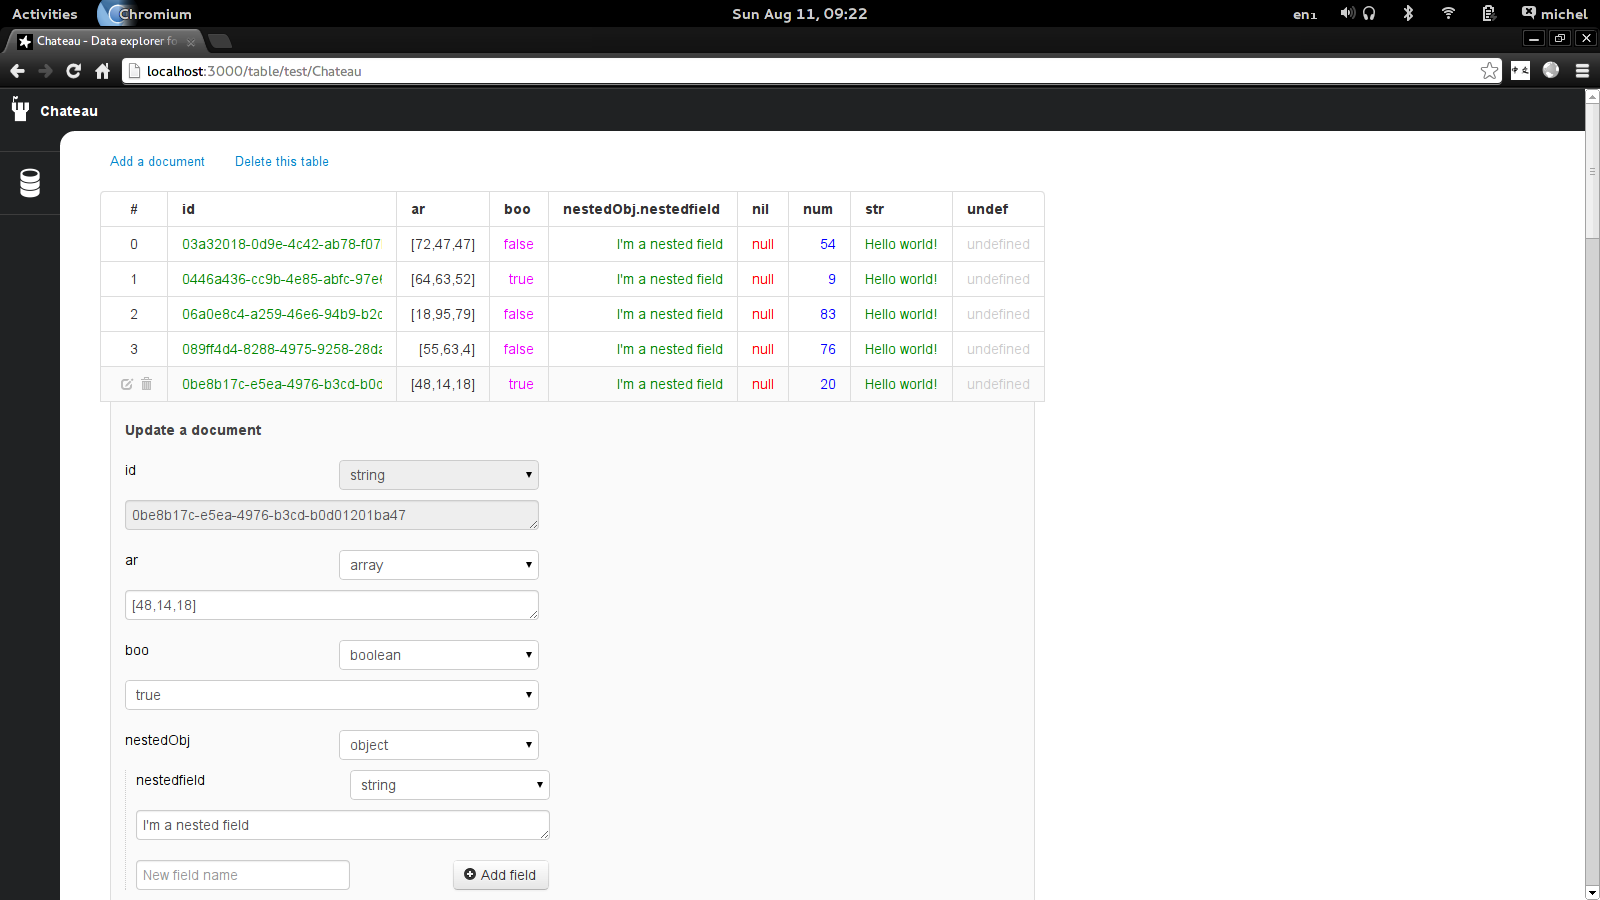 Activities Chromium Sun Aug 11, 09:22 en₁ michel
Chateau - Data explorer fo
localhost:3000/table/test/Chateau
Chateau
Add a document Delete this table
# id ar boo nestedObj.nestedfield nil num str undef
0 03a32018-0d9e-4c42-ab78-f07 [72,47,47] false I'm a nested field null 54 Hello world! undefined
1 0446a436-cc9b-4e85-abfc-97e6 [64,63,52] true I'm a nested field null 9 Hello world! undefined
2 06a0e8c4-a259-46e6-94b9-b2c [18,95,79] false I'm a nested field null 83 Hello world! undefined
3 089ff4d4-8288-4975-9258-28da [55,63,4] false I'm a nested field null 76 Hello world! undefined
0be8b17c-e5ea-4976-b3cd-b0c [48,14,18] true I'm a nested field null 20 Hello world! undefined
Update a document
id string
0be8b17c-e5ea-4976-b3cd-b0d01201ba47
ar array
[48,14,18]
boo boolean
true
nestedObj object
nestedfield string
I'm a nested field
New field name Add field